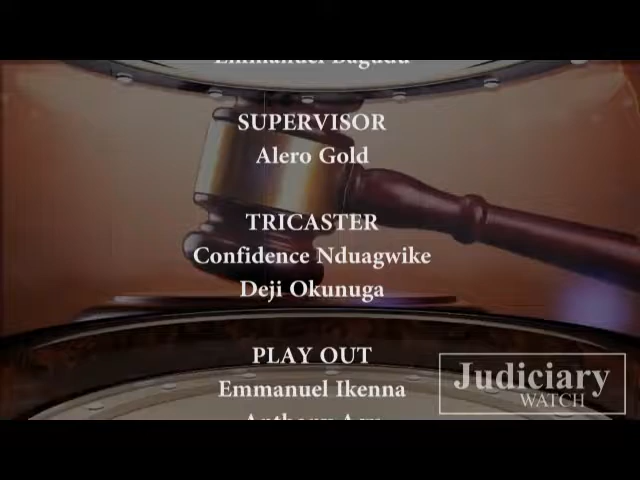 SUPERVISOR
Alero Gold
TRICASTER
Confidence Nduagwike
Deji Okunuga
PLAY OUT
Emmanuel Ikenna
Judiciary
WATCH